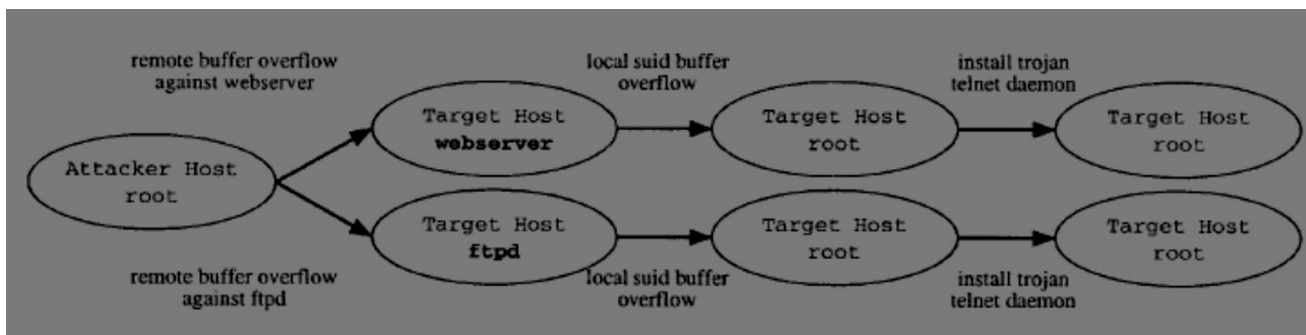 remote buffer overflow
against webserver
local suid buffer
overflow
install trojan
telnet daemon
Target Host
webserver
Target Host
root
Target Host
root
Attacker Host
root
Target Host
ftpd
Target Host
root
Target Host
root
remote buffer overflow
against ftpd
local suid buffer
overflow
install trojan
telnet daemon